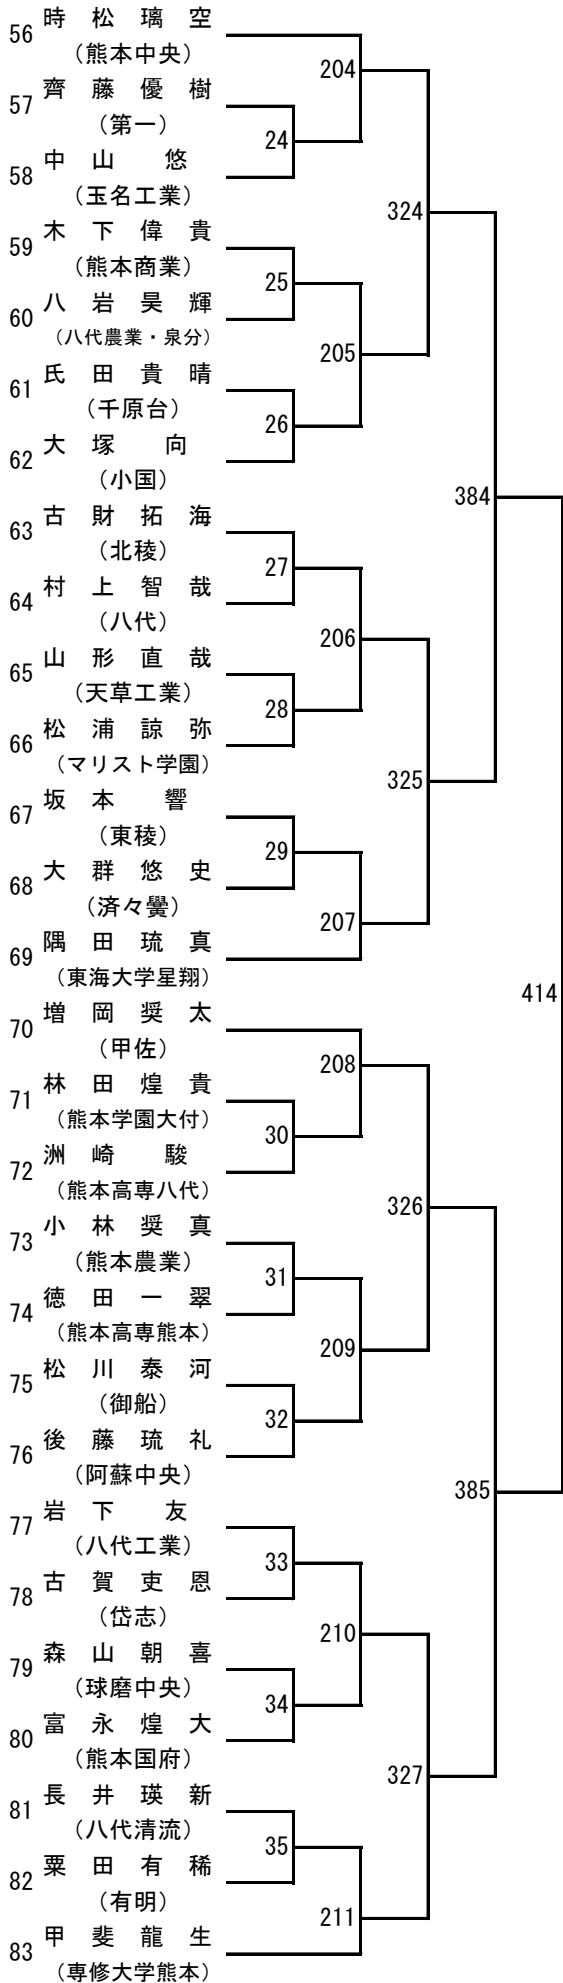 56 時松璃空
（熊本中央）
204
57 齊藤優樹
（第一）
24
58 中山悠
（玉名工業）
324
59 木下偉貴
（熊本商業）
25
60 八岩昊輝
（八代農業・泉分）
205
61 氏田貴晴
（千原台）
26
62 大塚向
（小国）
384
63 古財拓海
（北稜）
27
64 村上智哉
（八代）
206
65 山形直哉
（天草工業）
28
66 松浦諒弥
（マリスト学園）
325
67 坂本響
（東稜）
29
68 大群悠史
（済々黌）
207
69 隅田琉真
（東海大学星翔）
414
70 増岡奨太
（甲佐）
208
71 林田煌貴
（熊本学園大付）
30
72 洲崎駿
（熊本高専八代）
326
73 小林奨真
（熊本農業）
31
74 徳田一翠
（熊本高専熊本）
209
75 松川泰河
（御船）
32
76 後藤琉礼
（阿蘇中央）
385
77 岩下友
（八代工業）
33
78 古賀吏恩
（岱志）
210
79 森山朝喜
（球磨中央）
34
80 富永煌大
（熊本国府）
327
81 長井瑛新
（八代清流）
35
82 粟田有稀
（有明）
211
83 甲斐龍生
（専修大学熊本）